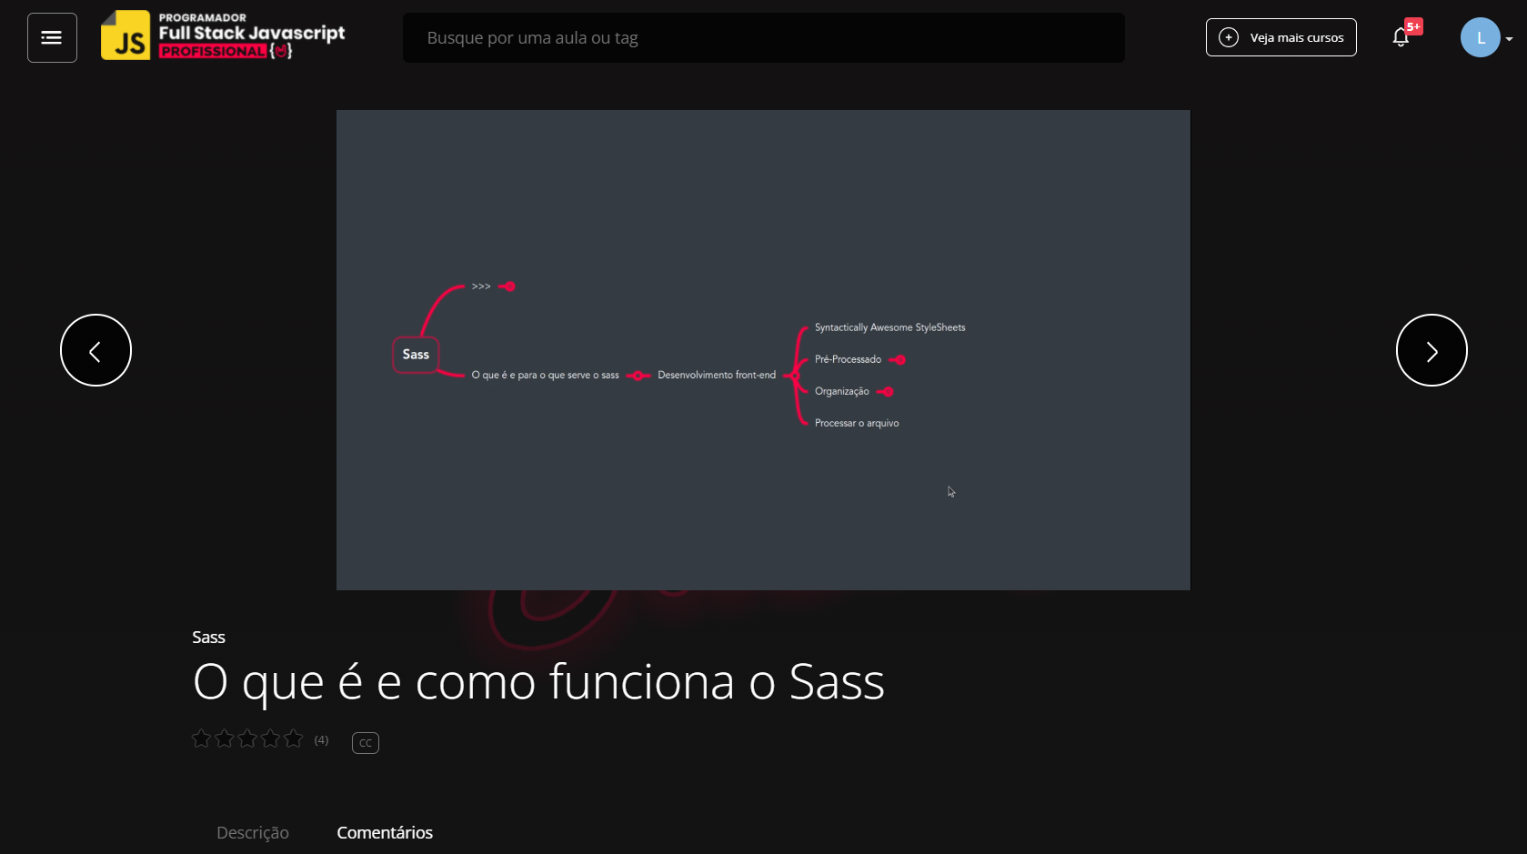 JS
PROGRAMADOR
Full Stack Javascript
PROFISSIONAL
Busque por uma aula ou tag
Veja mais cursos
5+
L
>>>
Sass
O que é e para o que serve o sass
Desenvolvimento front-end
Syntactically Awesome StyleSheets
Pré-Processado
Organização
Processar o arquivo
Sass
O que é e como funciona o Sass
(4)
CC
Descrição
Comentários